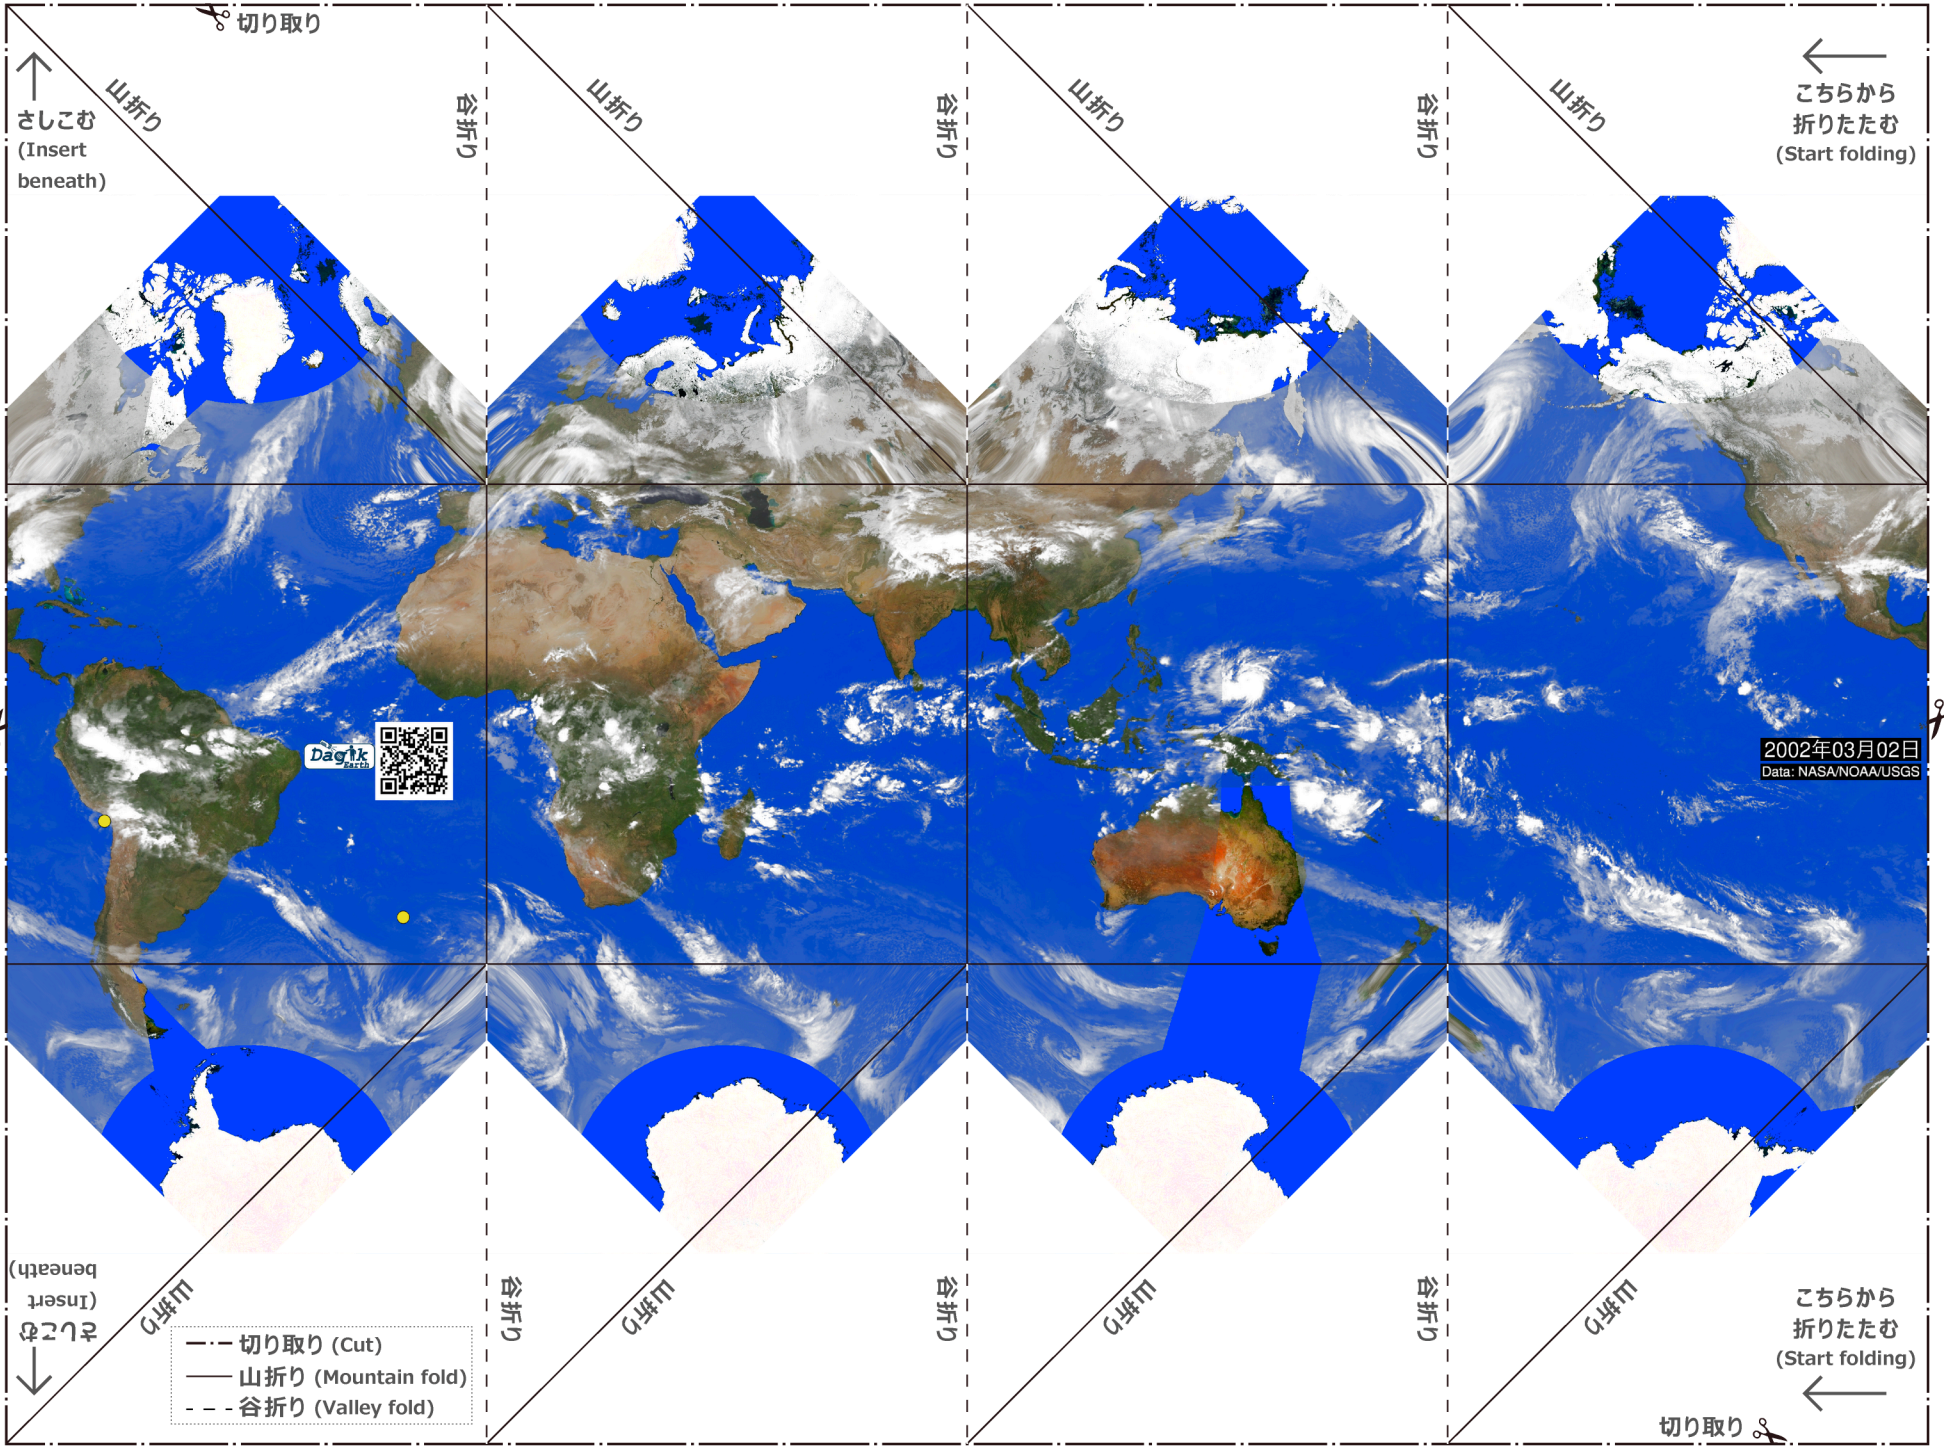 切り取り
山折り
谷折り
山折り
谷折り
山折り
谷折り
山折り
さしこむ
(Insert
beneath)
こちらから
折りたたむ
(Start folding)
Dagik
Earth
2002年03月02日
Data: NASA/NOAA/USGS
さしこむ
(Insert
beneath)
山折り
谷折り
山折り
谷折り
山折り
谷折り
山折り
こちらから
折りたたむ
(Start folding)
切り取り (Cut)
山折り (Mountain fold)
谷折り (Valley fold)
切り取り